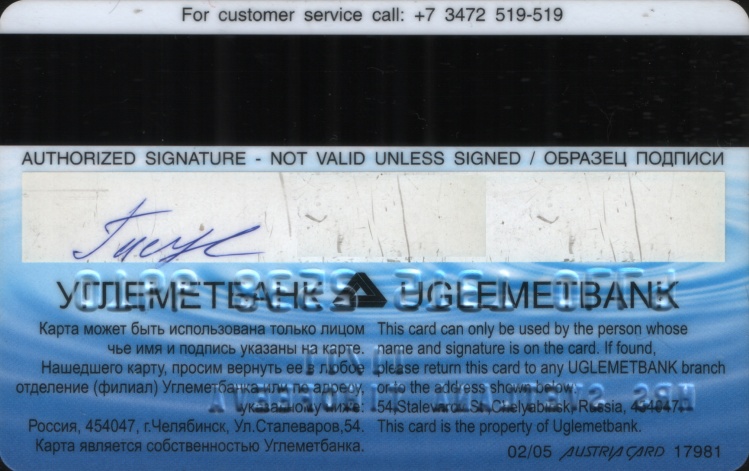 For customer service call: +7 3472 519-519
AUTHORIZED SIGNATURE - NOT VALID UNLESS SIGNED / ОБРАЗЕЦ ПОДПИСИ
УГЛЕМЕТБАНК UGLEMETBANK
Карта может быть использована только лицом
чье имя и подпись указаны на карте.
Нашедшего карту, просим вернуть ее в любое
отделение (филиал) Углеметбанка или по адресу,
указанному ниже:
Россия, 454047, г.Челябинск, Ул.Сталеваров,54.
Карта является собственностью Углеметбанка.
This card can only be used by the person whose
name and signature is on the card. If found,
please return this card to any UGLEMETBANK branch
or to the address shown below.
54,Stalevarov St.,Chelyabinsk, Russia, 454047.
This card is the property of Uglemetbank.
02/05 AUSTRIACARD 17981